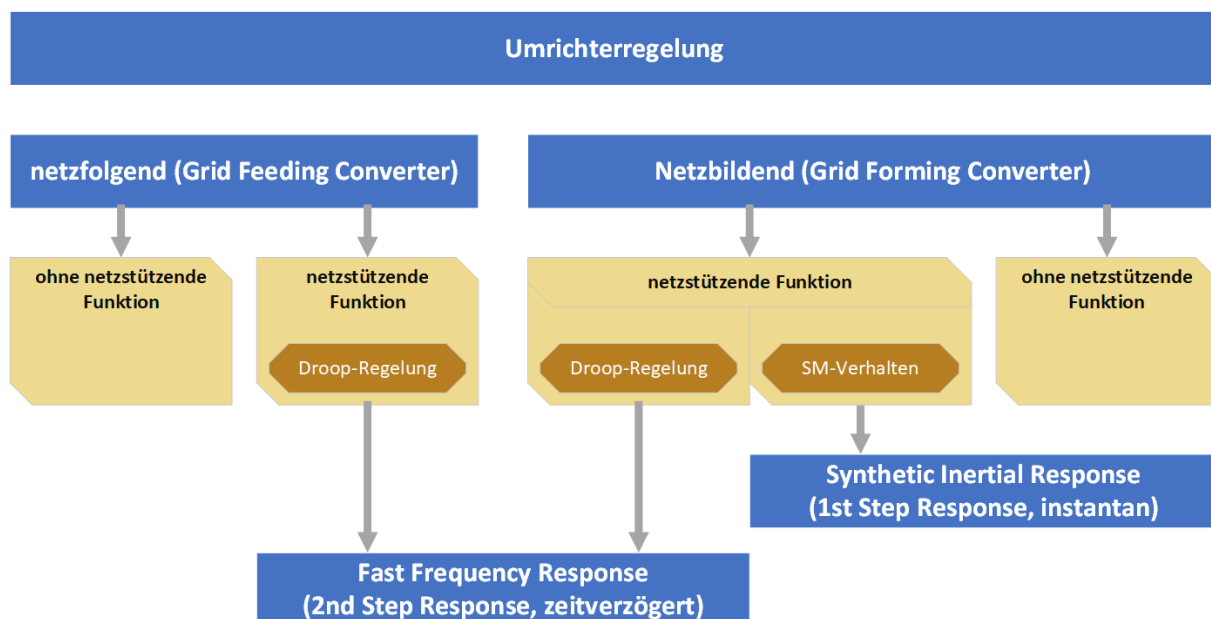 Umrichterregelung
netzfolgend (Grid Feeding Converter)
Netzbildend (Grid Forming Converter)
ohne netzstützende
Funktion
netzstützende
Funktion
netzstützende Funktion
ohne netzstützende
Funktion
Droop-Regelung
Droop-Regelung
SM-Verhalten
Synthetic Inertial Response
(1st Step Response, instantan)
Fast Frequency Response
(2nd Step Response, zeitverzögert)